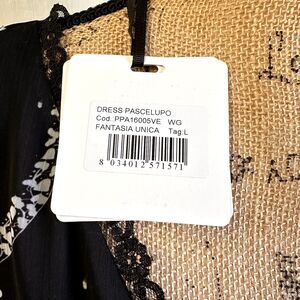 DRESS PASCELUPO
Cod. PPA16005VE WG
FANTASIA UNICA Tag:L
8 034012 571571